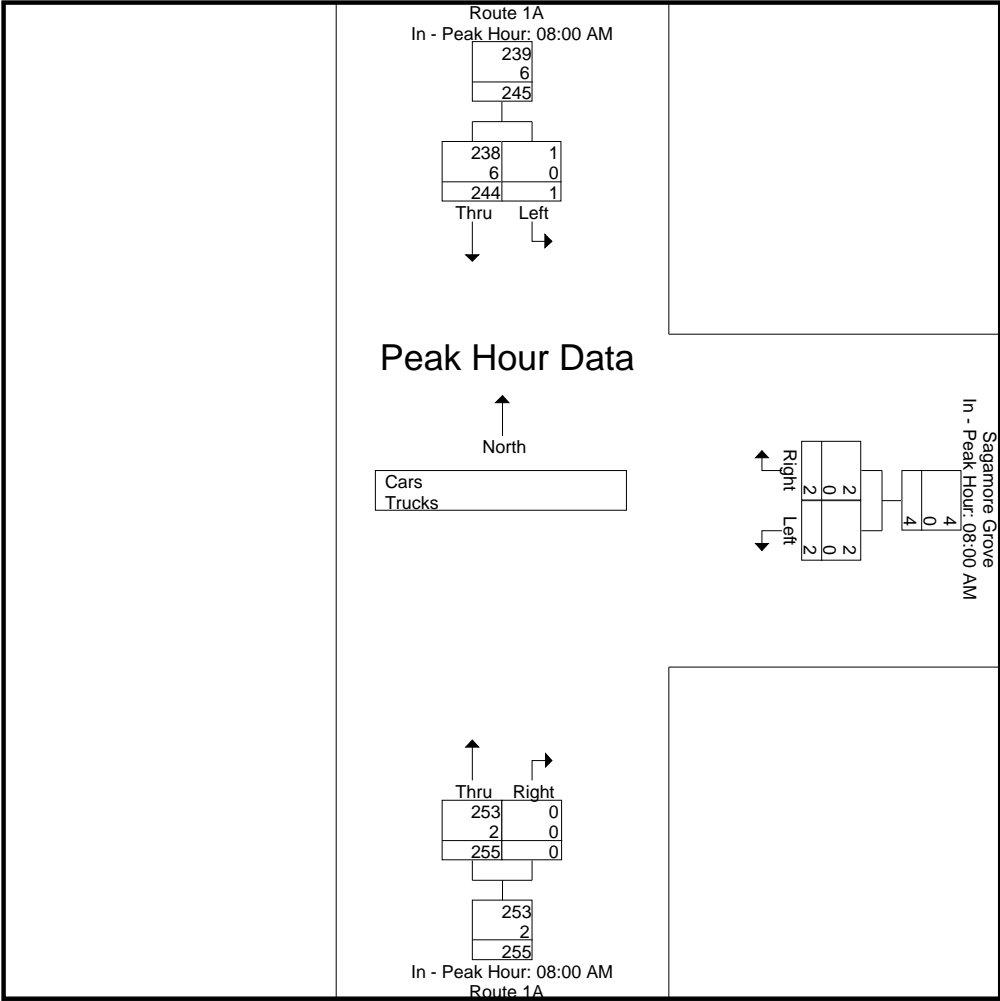 Route 1A
In - Peak Hour: 08:00 AM
239
6
245
238 1
6 0
244 1
Thru Left
Peak Hour Data
North
Cars
Trucks
Sagamore Grove
In - Peak Hour: 08:00 AM
4
0
4
2 2
0 0
2 2
Right Left
Thru Right
253 0
2 0
255 0
253
2
255
In - Peak Hour: 08:00 AM
Route 1A